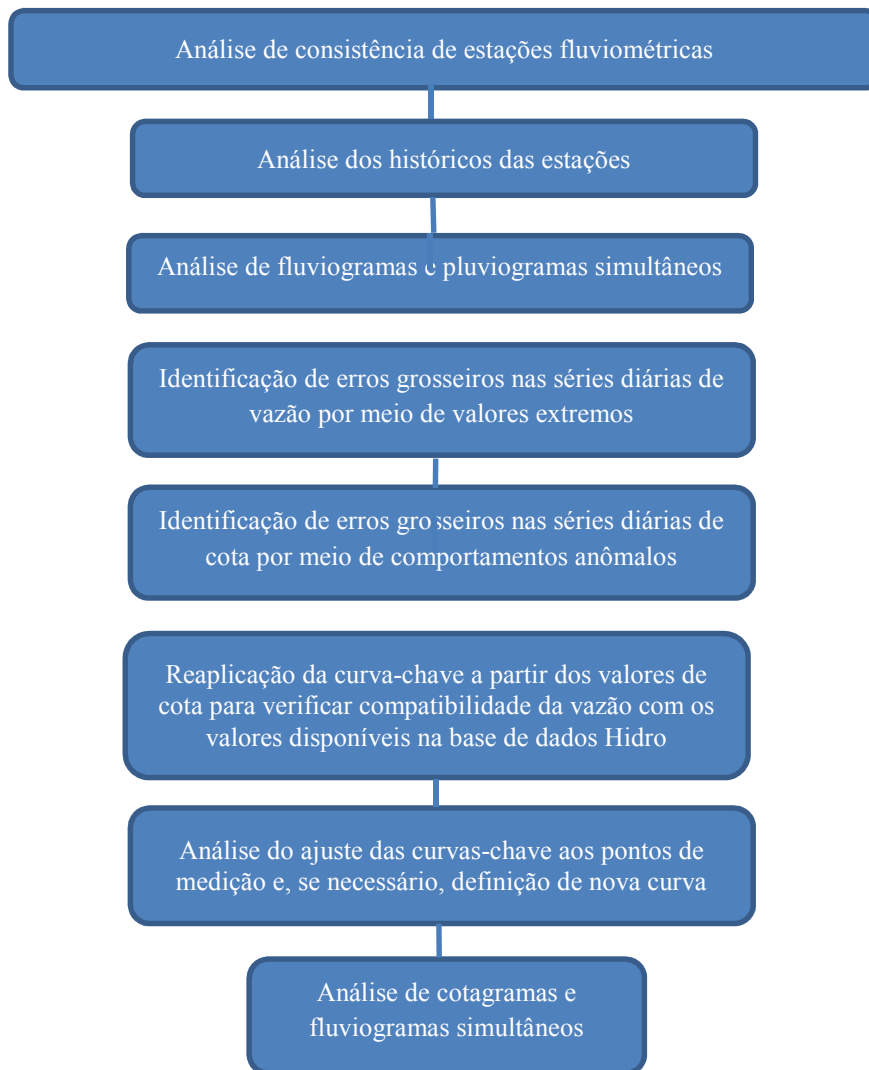 Análise de consistência de estações fluviométricas
Análise dos históricos das estações
Análise de fluviogramas e pluviogramas simultâneos
Identificação de erros grosseiros nas séries diárias de
vazão por meio de valores extremos
Identificação de erros grosseiros nas séries diárias de
cota por meio de comportamentos anômalos
Reaplicação da curva-chave a partir dos valores de
cota para verificar compatibilidade da vazão com os
valores disponíveis na base de dados Hidro
Análise do ajuste das curvas-chave aos pontos de
medição e, se necessário, definição de nova curva
Análise de cotagramas e
fluviogramas simultâneos